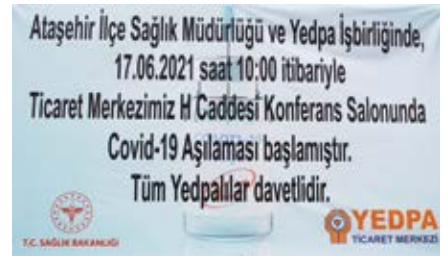 Ataşehir İlçe Sağlık Müdürlüğü ve Yedpa İşbirliğinde,
17.06.2021 saat 10:00 itibariyle
Ticaret Merkezimiz H Caddesi Konferans Salonunda
Covid-19 Aşılaması başlamıştır.
Tüm Yedpalılar davetlidir.
T.C. SAĞLIK BAKANLIĞI
YEDPA
TİCARET MERKEZİ